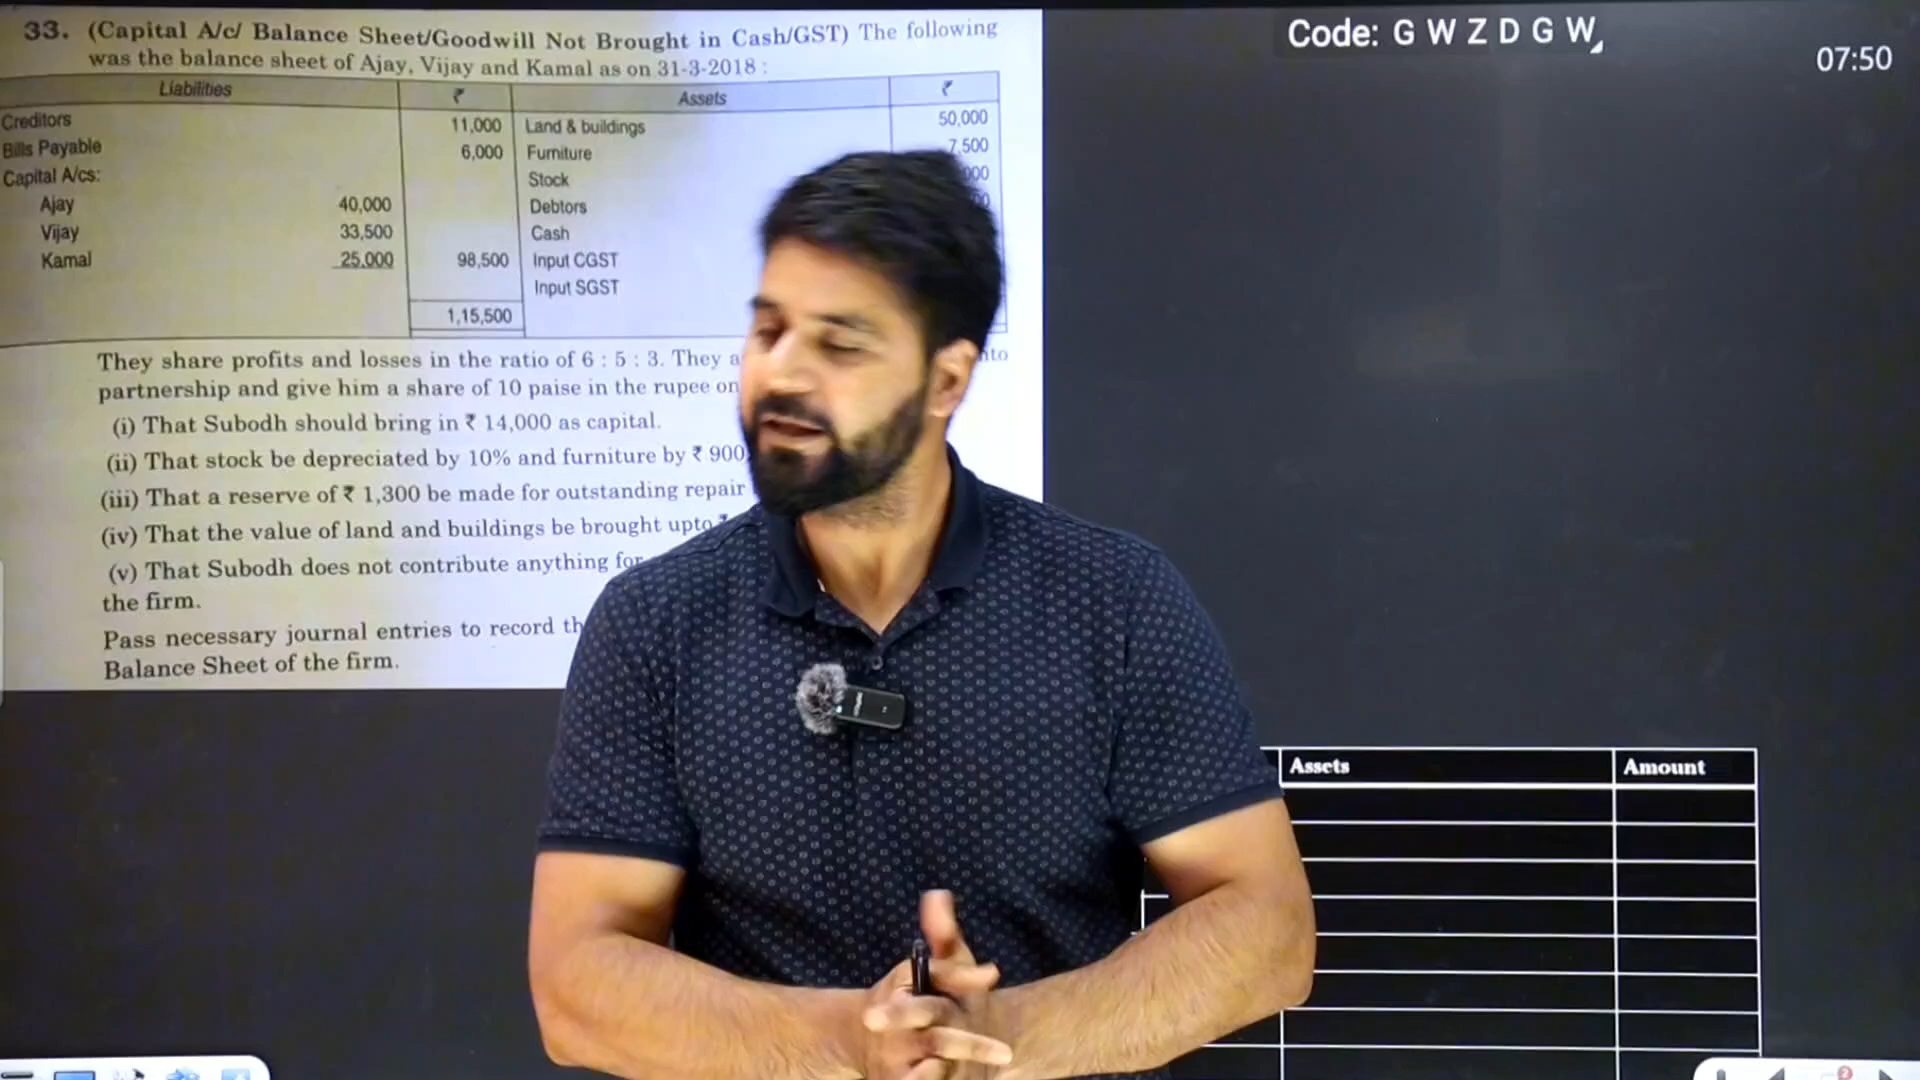 33. (Capital A/c/ Balance Sheet/Goodwill Not Brought in Cash/GST) The following
was the balance sheet of Ajay, Vijay and Kamal as on 31-3-2018 :
Liabilities ₹ Assets ₹
Creditors 11,000 Land & buildings 50,000
Bills Payable 6,000 Furniture 7,500
Capital A/cs: Stock 000
Ajay 40,000 Debtors
Vijay 33,500 Cash
Kamal 25,000 98,500 Input CGST
Input SGST
1,15,500
They share profits and losses in the ratio of 6 : 5 : 3. They a nto
partnership and give him a share of 10 paise in the rupee on
(i) That Subodh should bring in ₹ 14,000 as capital.
(ii) That stock be depreciated by 10% and furniture by ₹ 900
(iii) That a reserve of ₹ 1,300 be made for outstanding repair
(iv) That the value of land and buildings be brought upto
(v) That Subodh does not contribute anything for
the firm.
Pass necessary journal entries to record th
Balance Sheet of the firm.
Code: G W Z D G W
07:50
Assets Amount
2